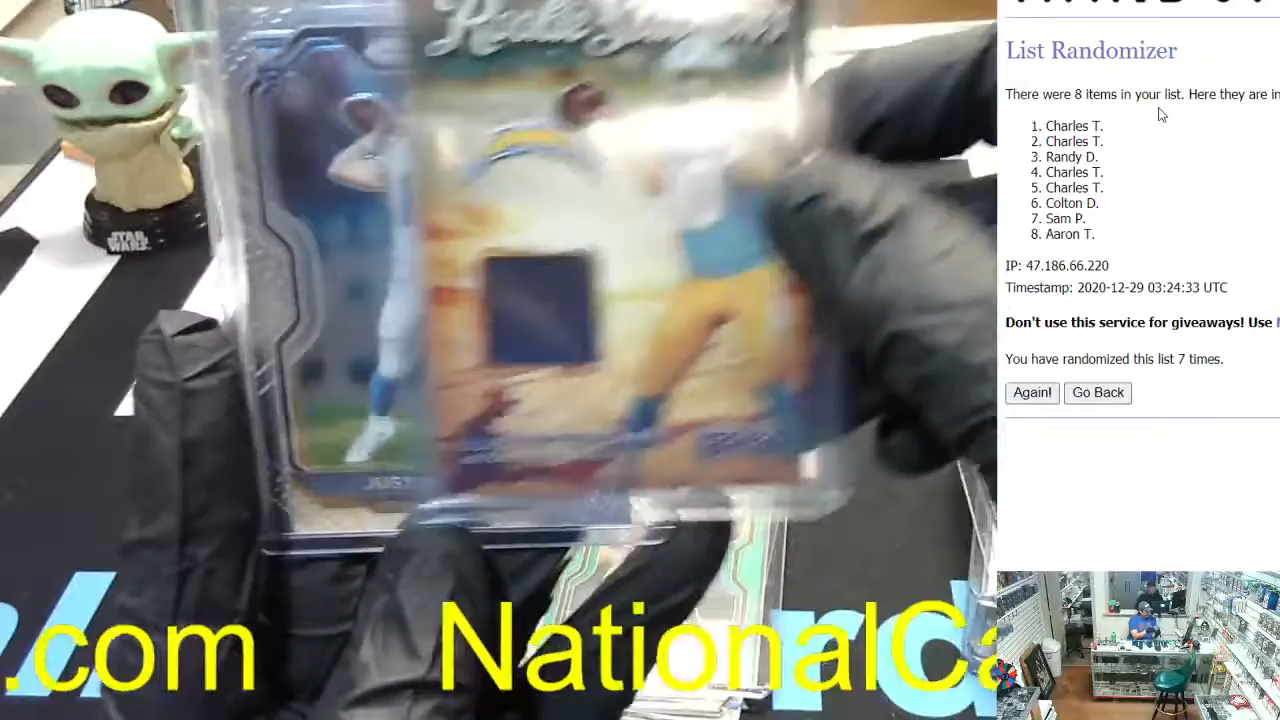 List Randomizer
There were 8 items in your list. Here they are in
1. Charles T.
2. Charles T.
3. Randy D.
4. Charles T.
5. Charles T.
6. Colton D.
7. Sam P.
8. Aaron T.
IP: 47.186.66.220
Timestamp: 2020-12-29 03:24:33 UTC
Don't use this service for giveaways! Use
You have randomized this list 7 times.
Again! Go Back
STAR
WARS
JUST
.com NationalCa